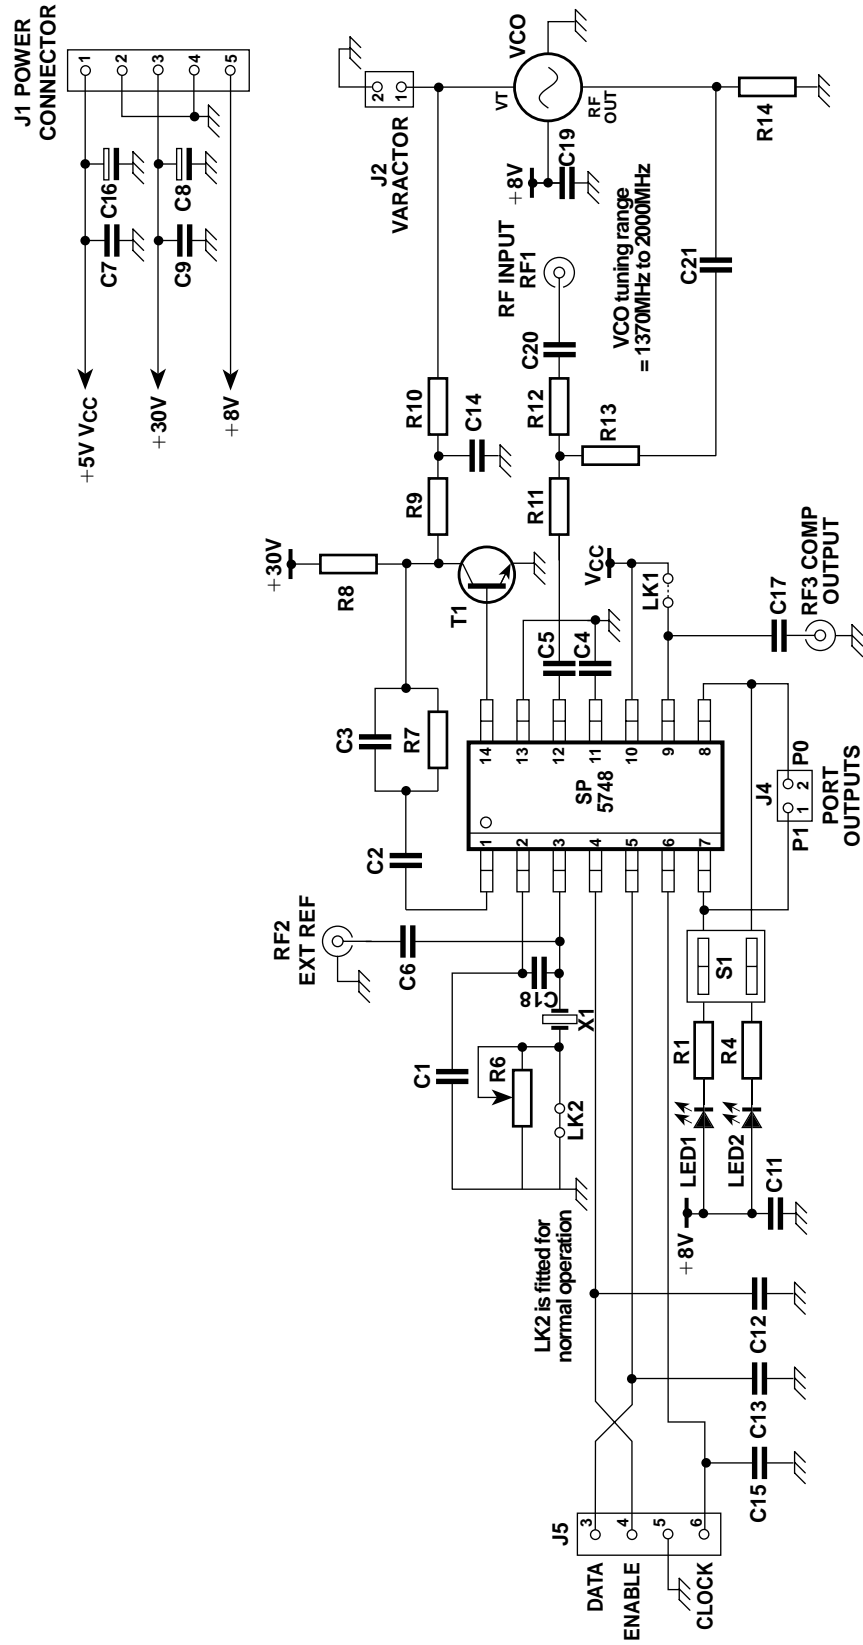 J1 POWER
CONNECTOR
1
2
3
4
5
C16
C7
C8
C9
+5V VCC
+30V
+8V
J2
VARACTOR
2
1
VT
VCO
RF
OUT
+8V
C19
R14
RF INPUT
RF1
VCO tuning range
= 1370MHz to 2000MHz
C21
C20
R10
R12
C14
R13
R9
R11
+30V
R8
T1
VCC
LK1
C17
RF3 COMP
OUTPUT
C5
C4
C3
R7
C2
14
13
12
11
10
9
8
SP
5748
1
2
3
4
5
6
7
J4
1
2
P1
P0
PORT
OUTPUTS
RF2
EXT REF
C6
C18
X1
C1
R6
LK2
S1
R1
R4
LED1
LED2
+8V
C11
LK2 is fitted for
normal operation
C12
C13
C15
J5
3
4
5
6
DATA
ENABLE
CLOCK